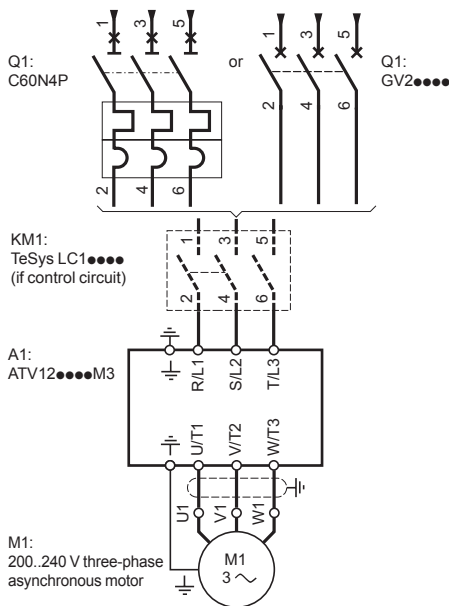 1 3 5
1 3 5
Q1:
C60N4P
or
Q1:
GV2●●●●
2 4 6
2 4 6
KM1:
TeSys LC1●●●●
(if control circuit)
1 3 5
2 4 6
A1:
ATV12●●●●M3
R/L1 S/L2 T/L3
U/T1 V/T2 W/T3
U1 V1 W1
M1:
200..240 V three-phase
asynchronous motor
M1
3 ~